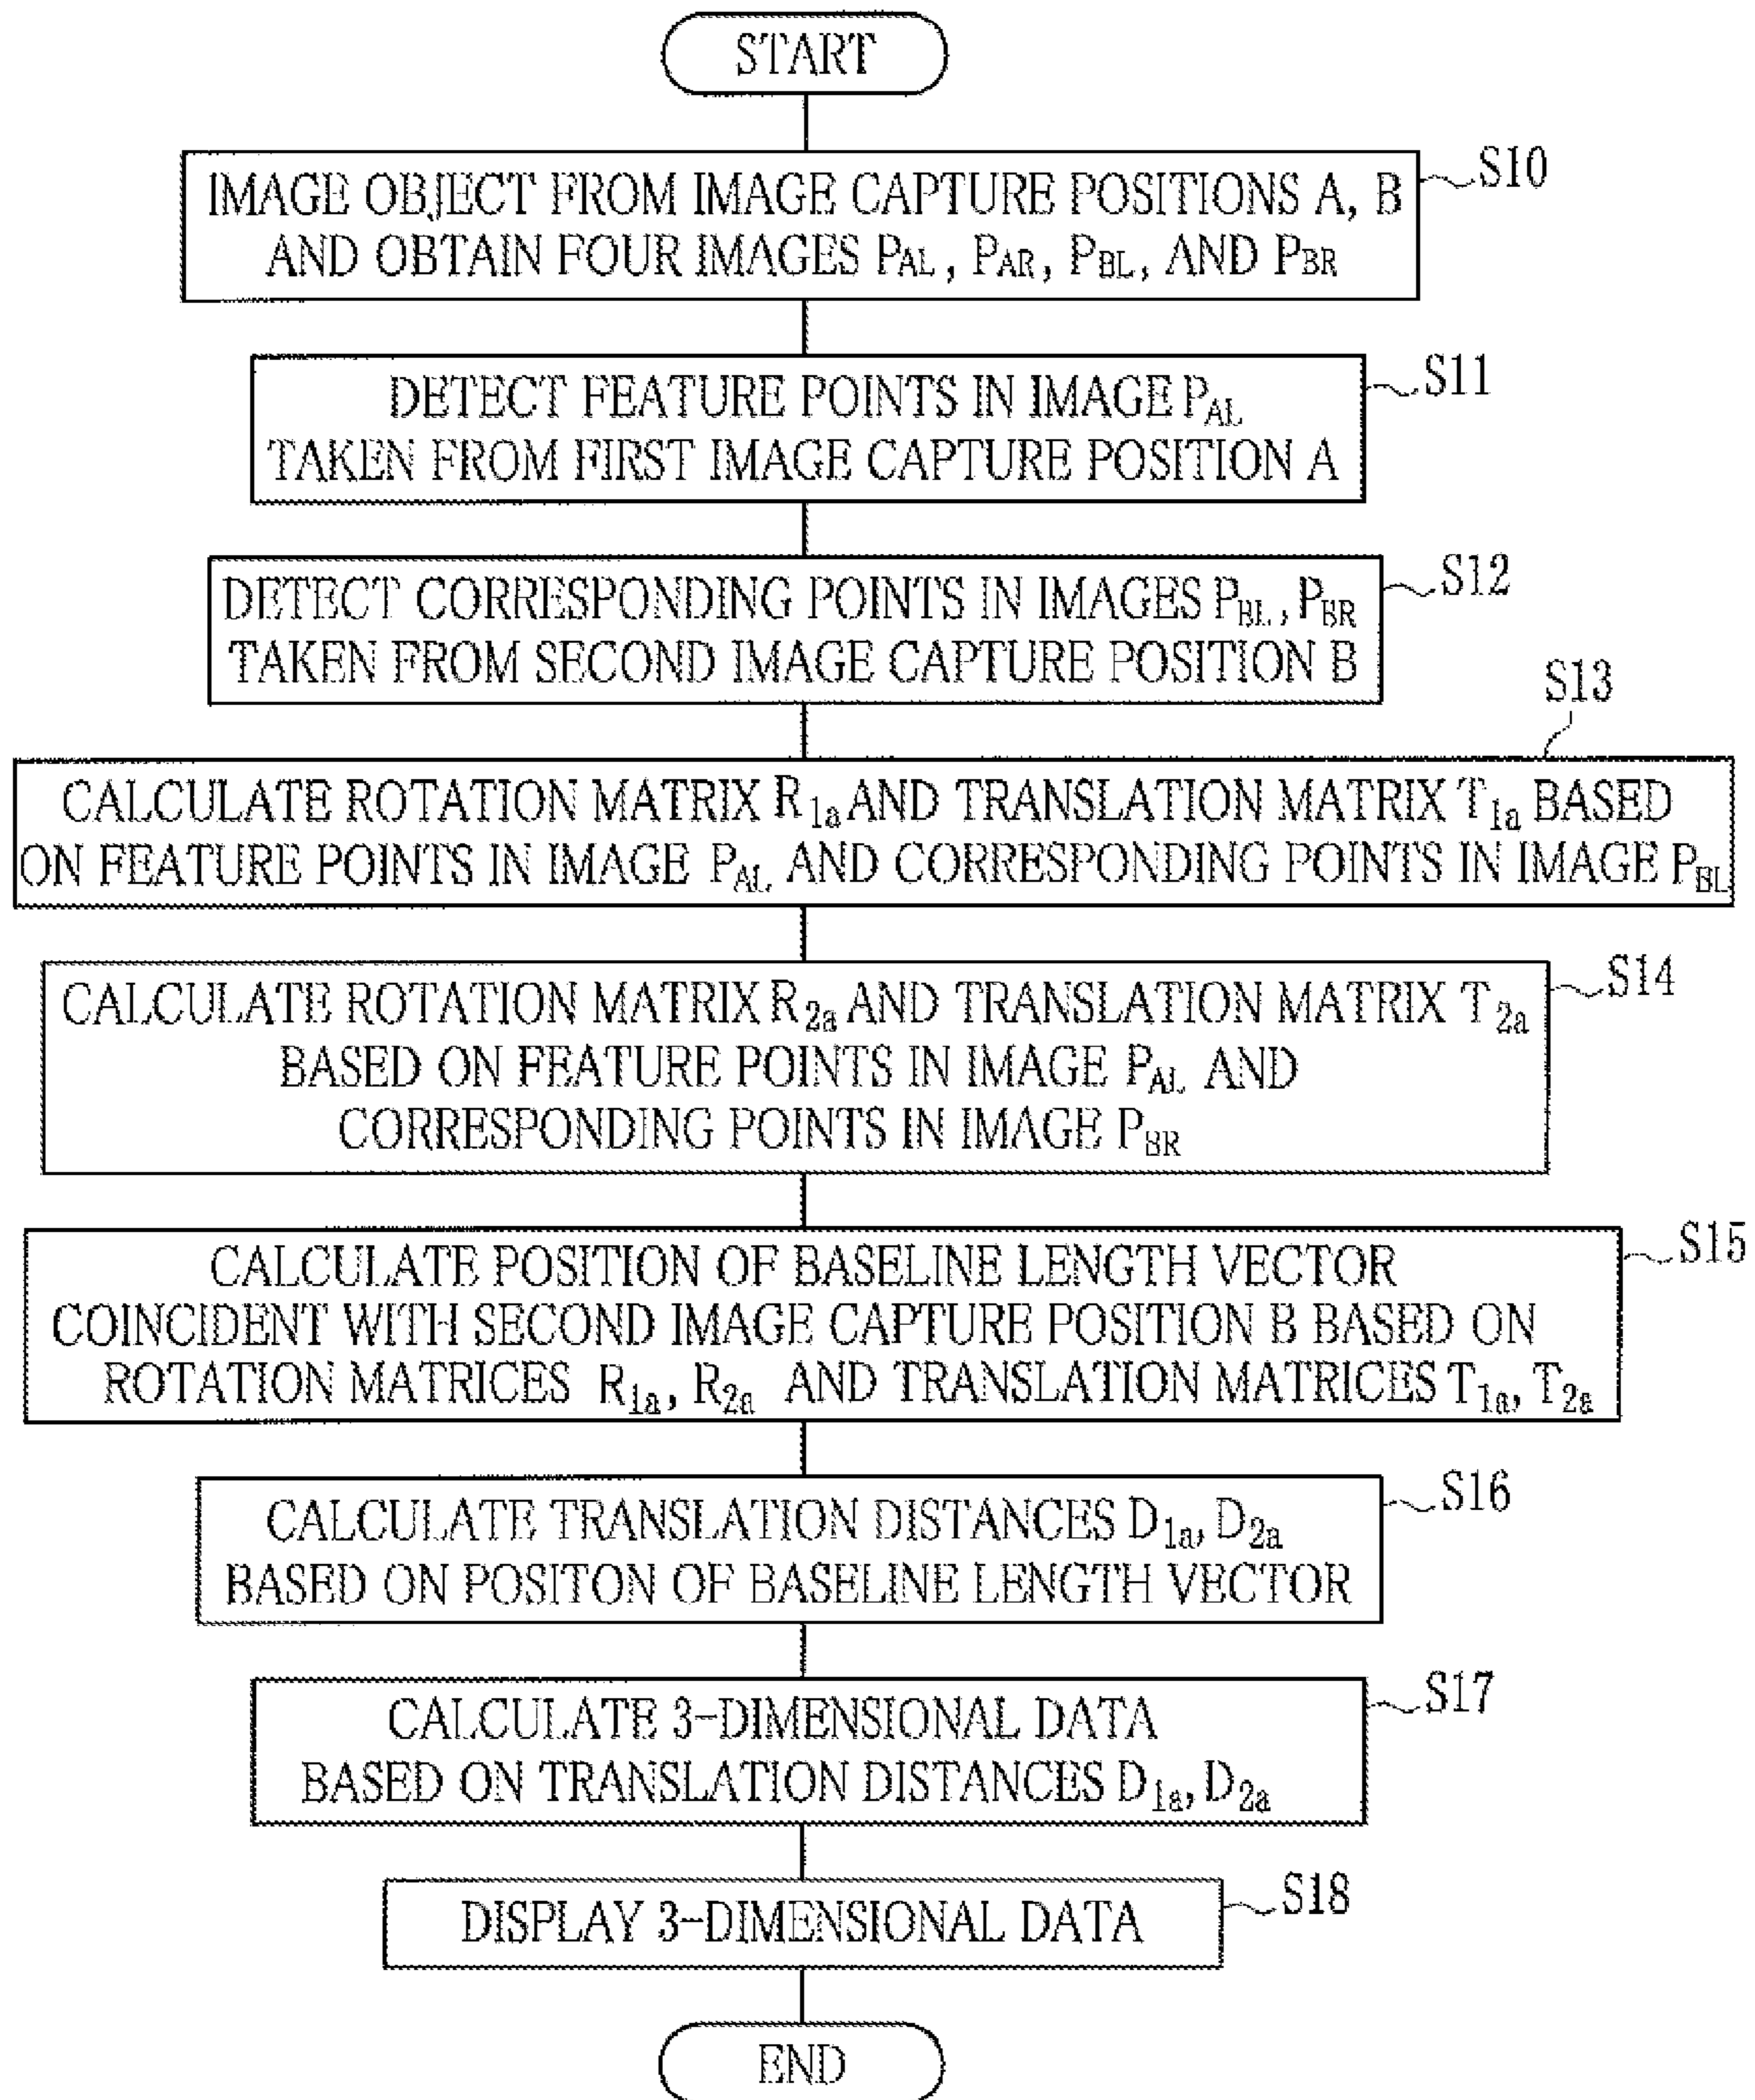 START
IMAGE OBJECT FROM IMAGE CAPTURE POSITIONS A, B
AND OBTAIN FOUR IMAGES PAL, PAR, PBL, AND PBR
S10
DETECT FEATURE POINTS IN IMAGE PAL
TAKEN FROM FIRST IMAGE CAPTURE POSITION A
S11
DETECT CORRESPONDING POINTS IN IMAGES PBL, PBR
TAKEN FROM SECOND IMAGE CAPTURE POSITION B
S12
S13
CALCULATE ROTATION MATRIX R1a AND TRANSLATION MATRIX T1a BASED
ON FEATURE POINTS IN IMAGE PAL AND CORRESPONDING POINTS IN IMAGE PBL
CALCULATE ROTATION MATRIX R2a AND TRANSLATION MATRIX T2a
BASED ON FEATURE POINTS IN IMAGE PAL AND
CORRESPONDING POINTS IN IMAGE PBR
S14
CALCULATE POSITION OF BASELINE LENGTH VECTOR
COINCIDENT WITH SECOND IMAGE CAPTURE POSITION B BASED ON
ROTATION MATRICES R1a, R2a AND TRANSLATION MATRICES T1a, T2a
S15
CALCULATE TRANSLATION DISTANCES D1a, D2a
BASED ON POSITON OF BASELINE LENGTH VECTOR
S16
CALCULATE 3-DIMENSIONAL DATA
BASED ON TRANSLATION DISTANCES D1a, D2a
S17
DISPLAY 3-DIMENSIONAL DATA
S18
END